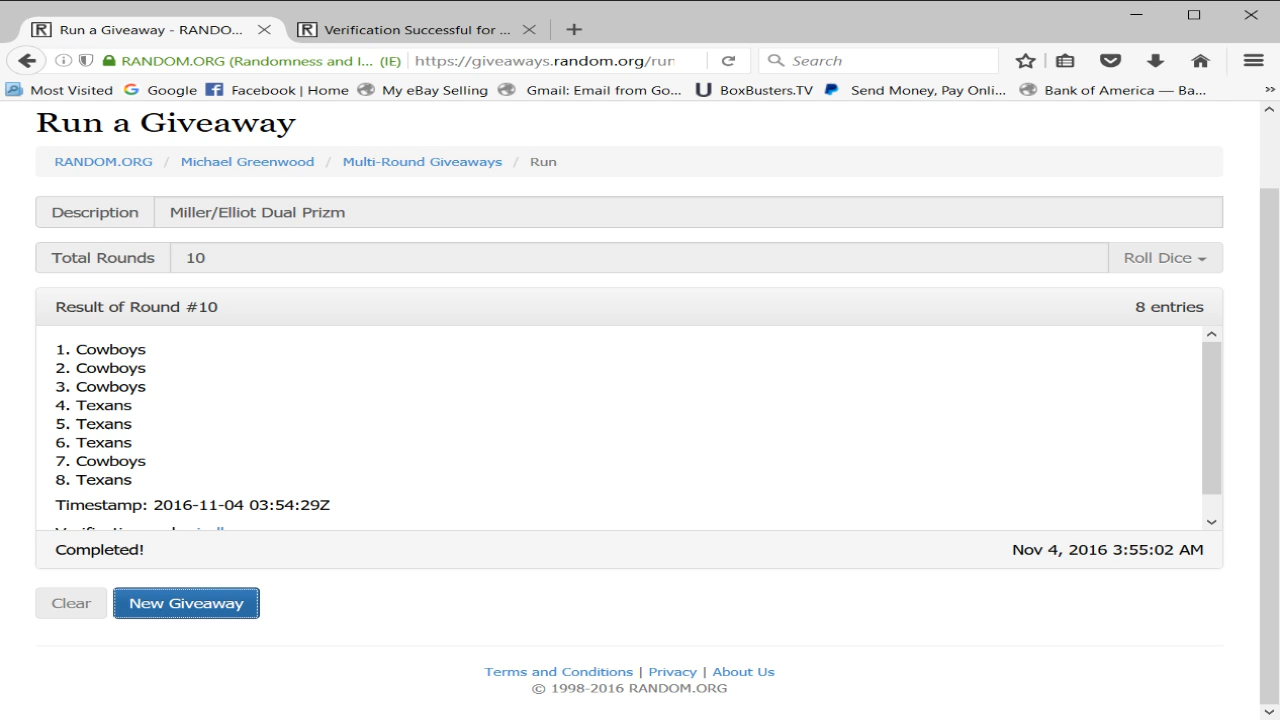 Run a Giveaway - RANDO... Verification Successful for ...
RANDOM.ORG (Randomness and I... (IE) https://giveaways.random.org/run Search
Most Visited Google Facebook | Home My eBay Selling Gmail: Email from Go... BoxBusters.TV Send Money, Pay Onli... Bank of America — Ba...
Run a Giveaway
RANDOM.ORG / Michael Greenwood / Multi-Round Giveaways / Run
Description Miller/Elliot Dual Prizm
Total Rounds 10 Roll Dice
Result of Round #10 8 entries
1. Cowboys
2. Cowboys
3. Cowboys
4. Texans
5. Texans
6. Texans
7. Cowboys
8. Texans
Timestamp: 2016-11-04 03:54:29Z
Completed! Nov 4, 2016 3:55:02 AM
Clear New Giveaway
Terms and Conditions | Privacy | About Us
© 1998-2016 RANDOM.ORG